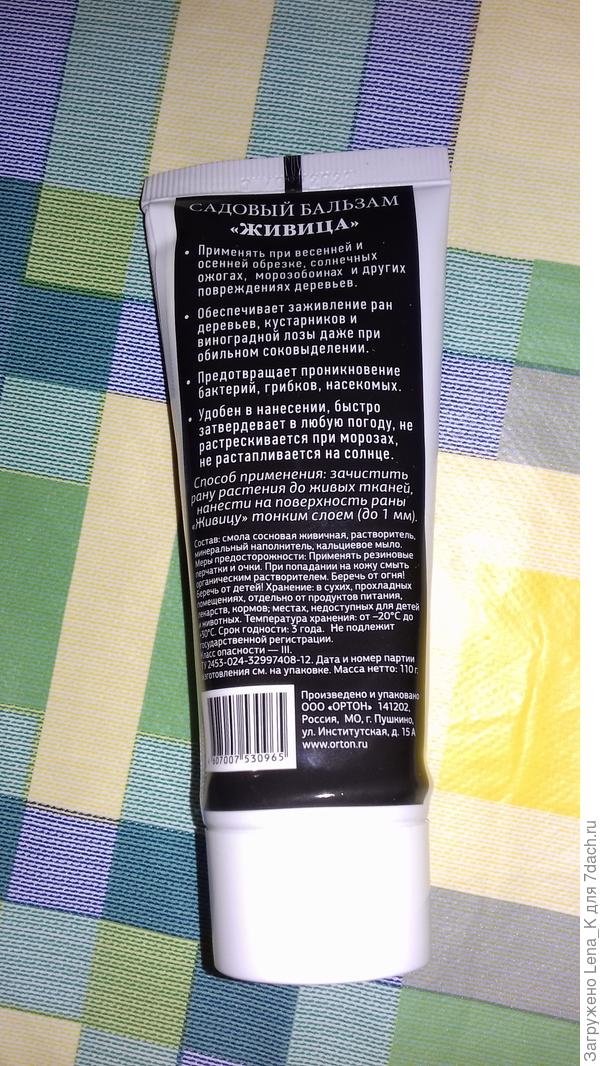 САДОВЫЙ БАЛЬЗАМ
«ЖИВИЦА»
• Применять при весенней и
осенней обрезке, солнечных
ожогах, морозобоинах и других
повреждениях деревьев.
• Обеспечивает заживление ран
деревьев, кустарников и
виноградной лозы даже при
обильном соковыделении.
• Предотвращает проникновение
бактерий, грибков, насекомых.
• Удобен в нанесении, быстро
затвердевает в любую погоду, не
растрескивается при морозах,
не растапливается на солнце.
Способ применения: зачистить
рану растения до живых тканей,
нанести на поверхность раны
«Живицу» тонким слоем (до 1 мм).
Состав: смола сосновая живичная, растворитель,
минеральный наполнитель, кальциевое мыло.
Меры предосторожности: Применять резиновые
перчатки и очки. При попадании на кожу смыть
органическим растворителем. Беречь от огня!
Беречь от детей! Хранение: в сухих, прохладных
помещениях, отдельно от продуктов питания,
лекарств, кормов; местах, недоступных для детей
и животных. Температура хранения: от –20°С до
+30°С. Срок годности: 3 года. Не подлежит
государственной регистрации.
Класс опасности — III.
ТУ 2453-024-32997408-12. Дата и номер партии
изготовления см. на упаковке. Масса нетто: 110 г.
Произведено и упаковано
ООО «ОРТОН» 141202,
Россия, МО, г. Пушкино,
ул. Институтская, д. 15 А
www.orton.ru
4 607007 530965
Загружено Lena_K для 7dach.ru